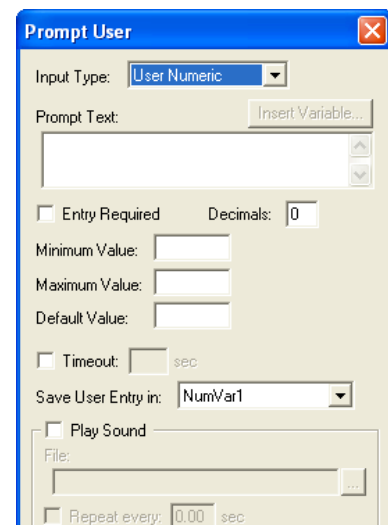 Prompt User
Input Type: User Numeric
Prompt Text: Insert Variable...
Entry Required Decimals: 0
Minimum Value:
Maximum Value:
Default Value:
Timeout: sec
Save User Entry in: NumVar1
Play Sound
File:
...
Repeat every: 0.00 sec